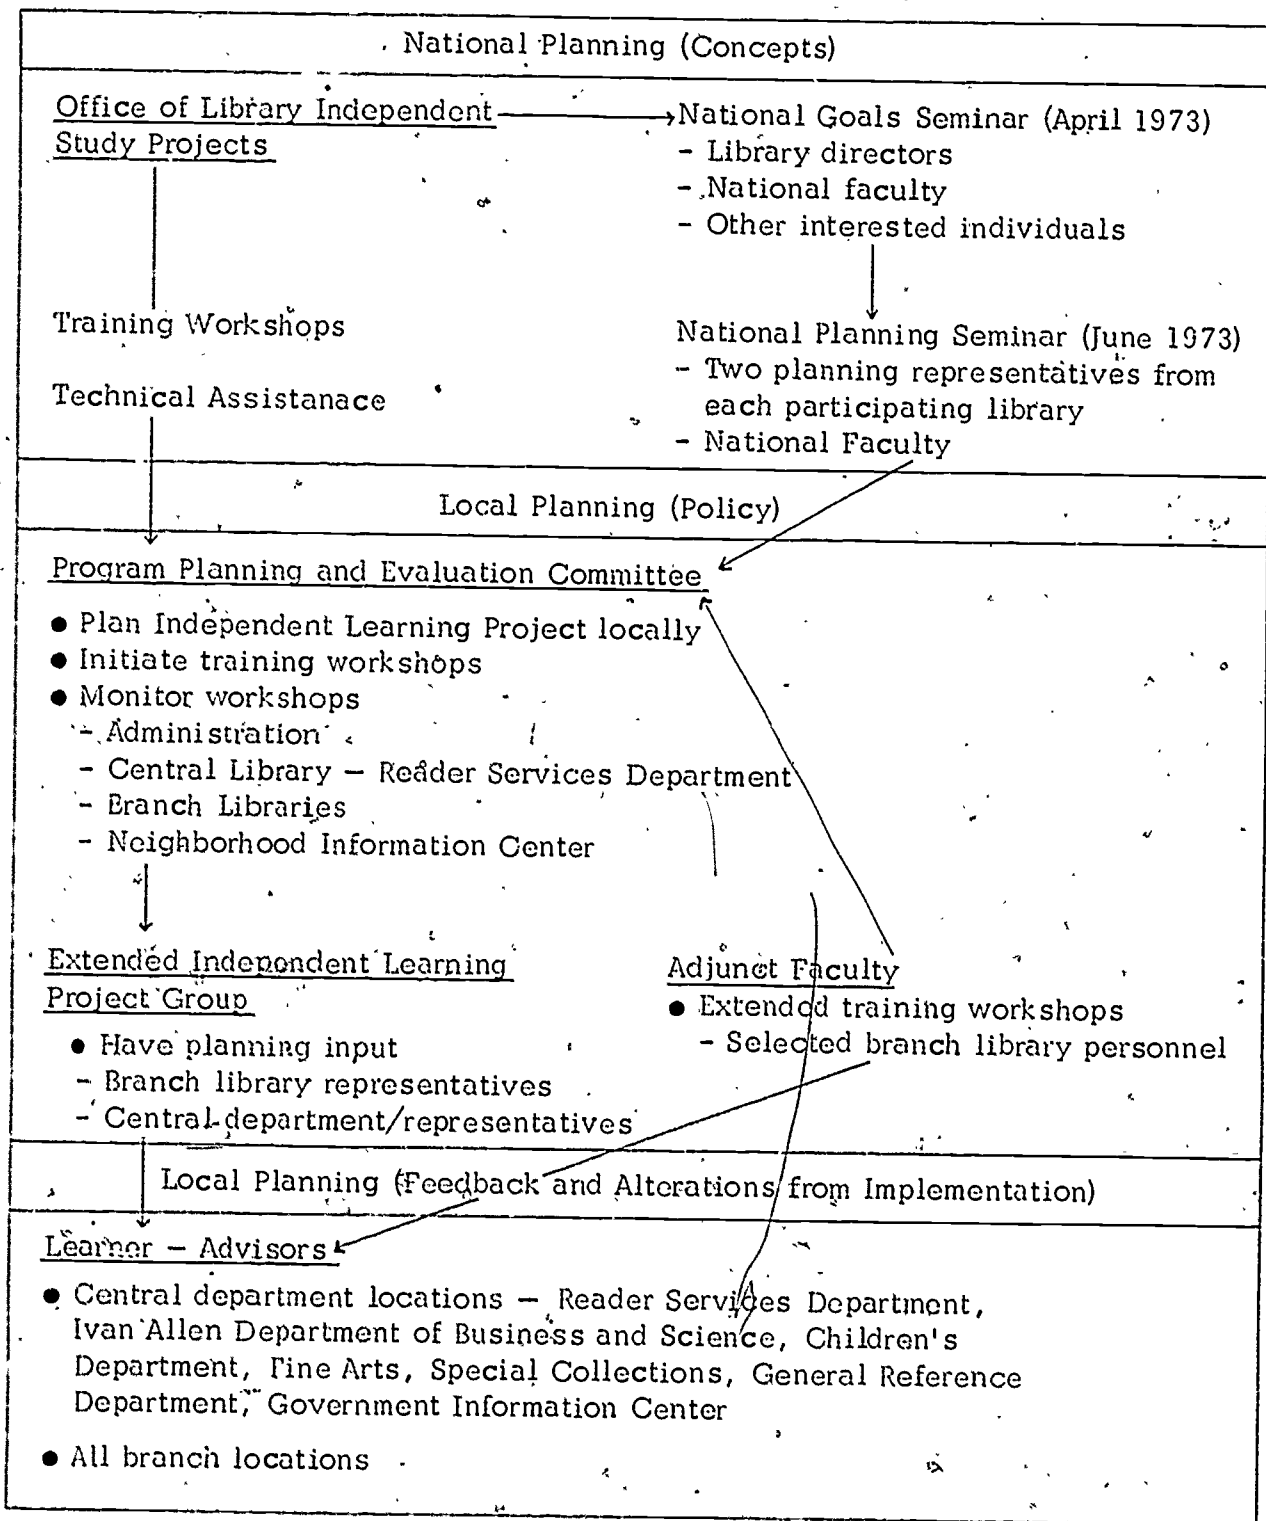 National Planning (Concepts)
Office of Library Independent
Study Projects
National Goals Seminar (April 1973)
- Library directors
- National faculty
- Other interested individuals
Training Workshops
Technical Assistanace
National Planning Seminar (June 1973)
- Two planning representatives from
each participating library
- National Faculty
Local Planning (Policy)
Program Planning and Evaluation Committee
● Plan Independent Learning Project locally
● Initiate training workshops
● Monitor workshops
- Administration
- Central Library — Reader Services Department
- Branch Libraries
- Neighborhood Information Center
Extended Independent Learning
Project Group
● Have planning input
- Branch library representatives
- Central department/representatives
Adjunct Faculty
● Extended training workshops
- Selected branch library personnel
Local Planning (Feedback and Alterations from Implementation)
Learner — Advisors
● Central department locations — Reader Services Department,
Ivan Allen Department of Business and Science, Children's
Department, Fine Arts, Special Collections, General Reference
Department, Government Information Center
● All branch locations